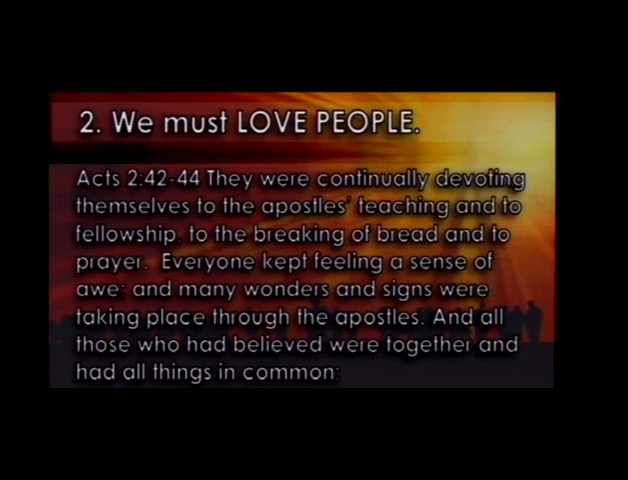 2. We must LOVE PEOPLE.
Acts 2:42-44 They were continually devoting
themselves to the apostles' teaching and to
fellowship, to the breaking of bread and to
prayer. Everyone kept feeling a sense of
awe; and many wonders and signs were
taking place through the apostles. And all
those who had believed were together and
had all things in common;